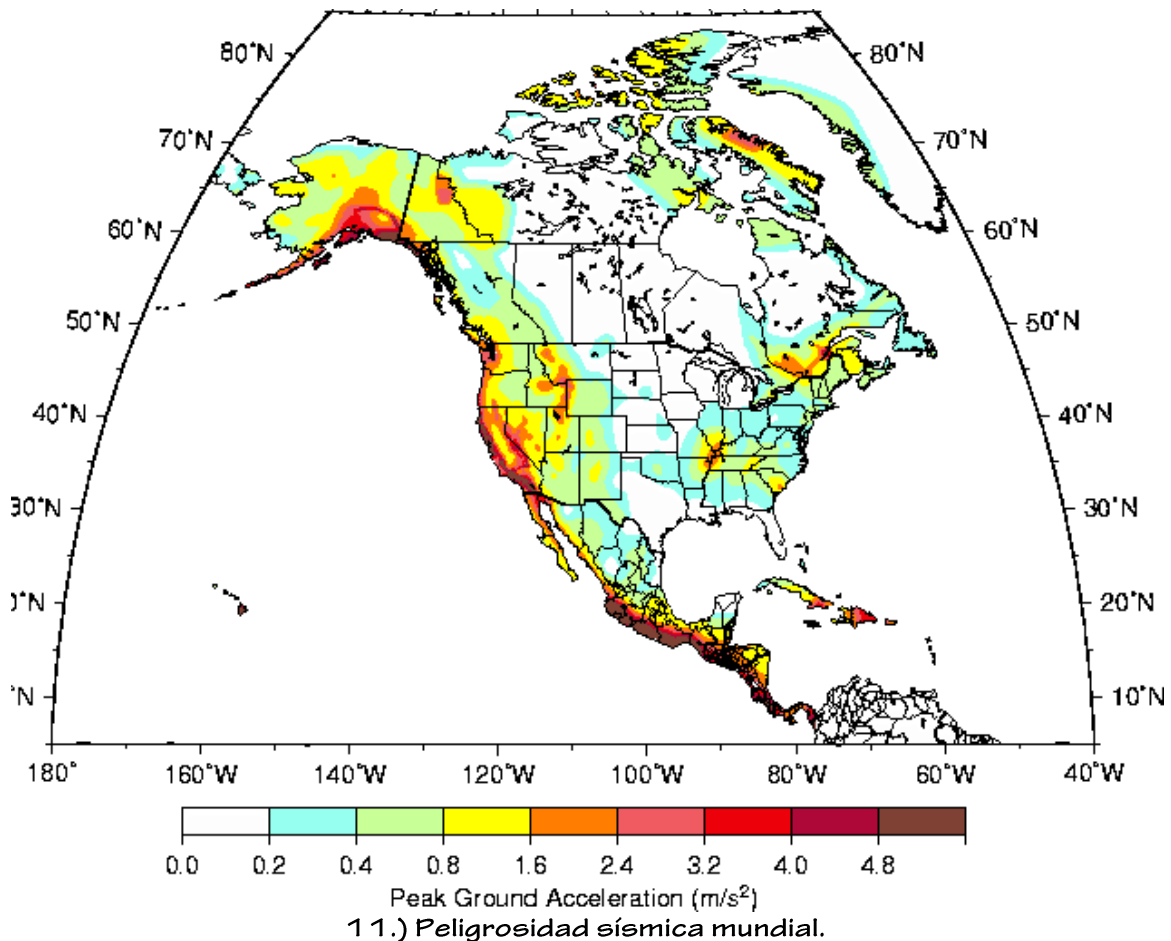 80°N 80°N
70°N 70°N
60°N 60°N
50°N 50°N
40°N 40°N
30°N 30°N
0°N 20°N
°N 10°N
180° 160°W 140°W 120°W 100°W 80°W 60°W 40°W
0.0 0.2 0.4 0.8 1.6 2.4 3.2 4.0 4.8
Peak Ground Acceleration (m/s²)
11.) Peligrosidad sísmica mundial.